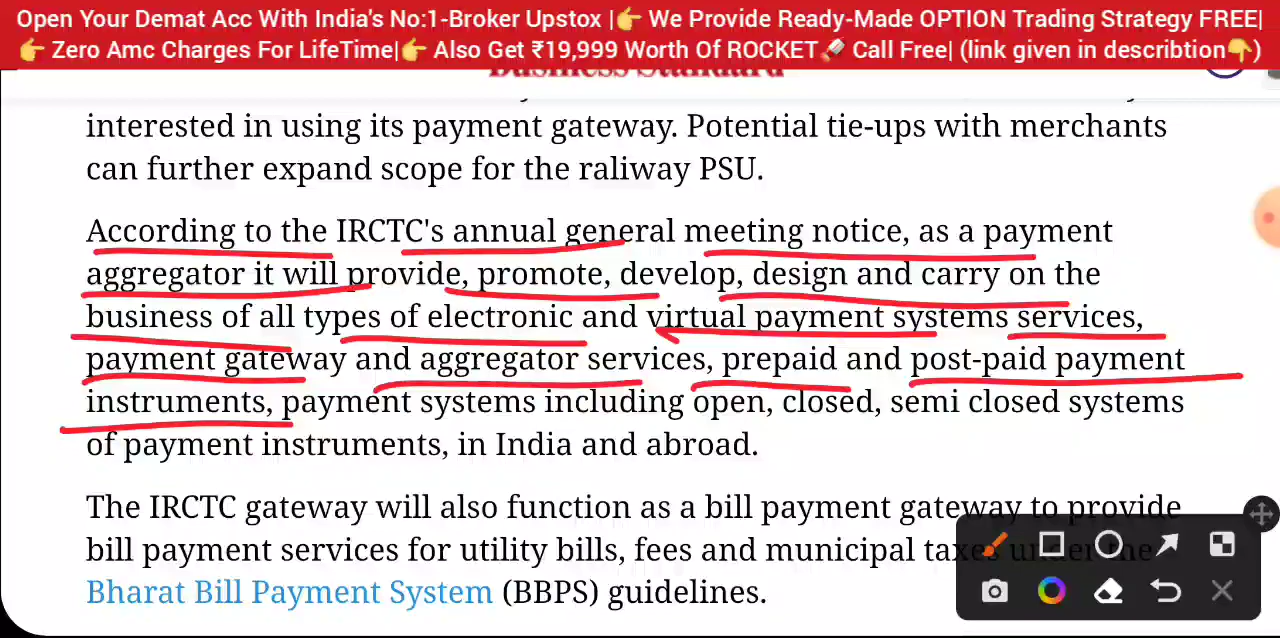 Open Your Demat Acc With India's No:1-Broker Upstox |👉 We Provide Ready-Made OPTION Trading Strategy FREE|
👉 Zero Amc Charges For LifeTime|👉 Also Get ₹19,999 Worth Of ROCKET🚀 Call Free| (link given in describtion👇)
Business Standard
interested in using its payment gateway. Potential tie-ups with merchants
can further expand scope for the raliway PSU.
According to the IRCTC's annual general meeting notice, as a payment
aggregator it will provide, promote, develop, design and carry on the
business of all types of electronic and virtual payment systems services,
payment gateway and aggregator services, prepaid and post-paid payment
instruments, payment systems including open, closed, semi closed systems
of payment instruments, in India and abroad.
The IRCTC gateway will also function as a bill payment gateway to provide
bill payment services for utility bills, fees and municipal taxes under the
Bharat Bill Payment System (BBPS) guidelines.